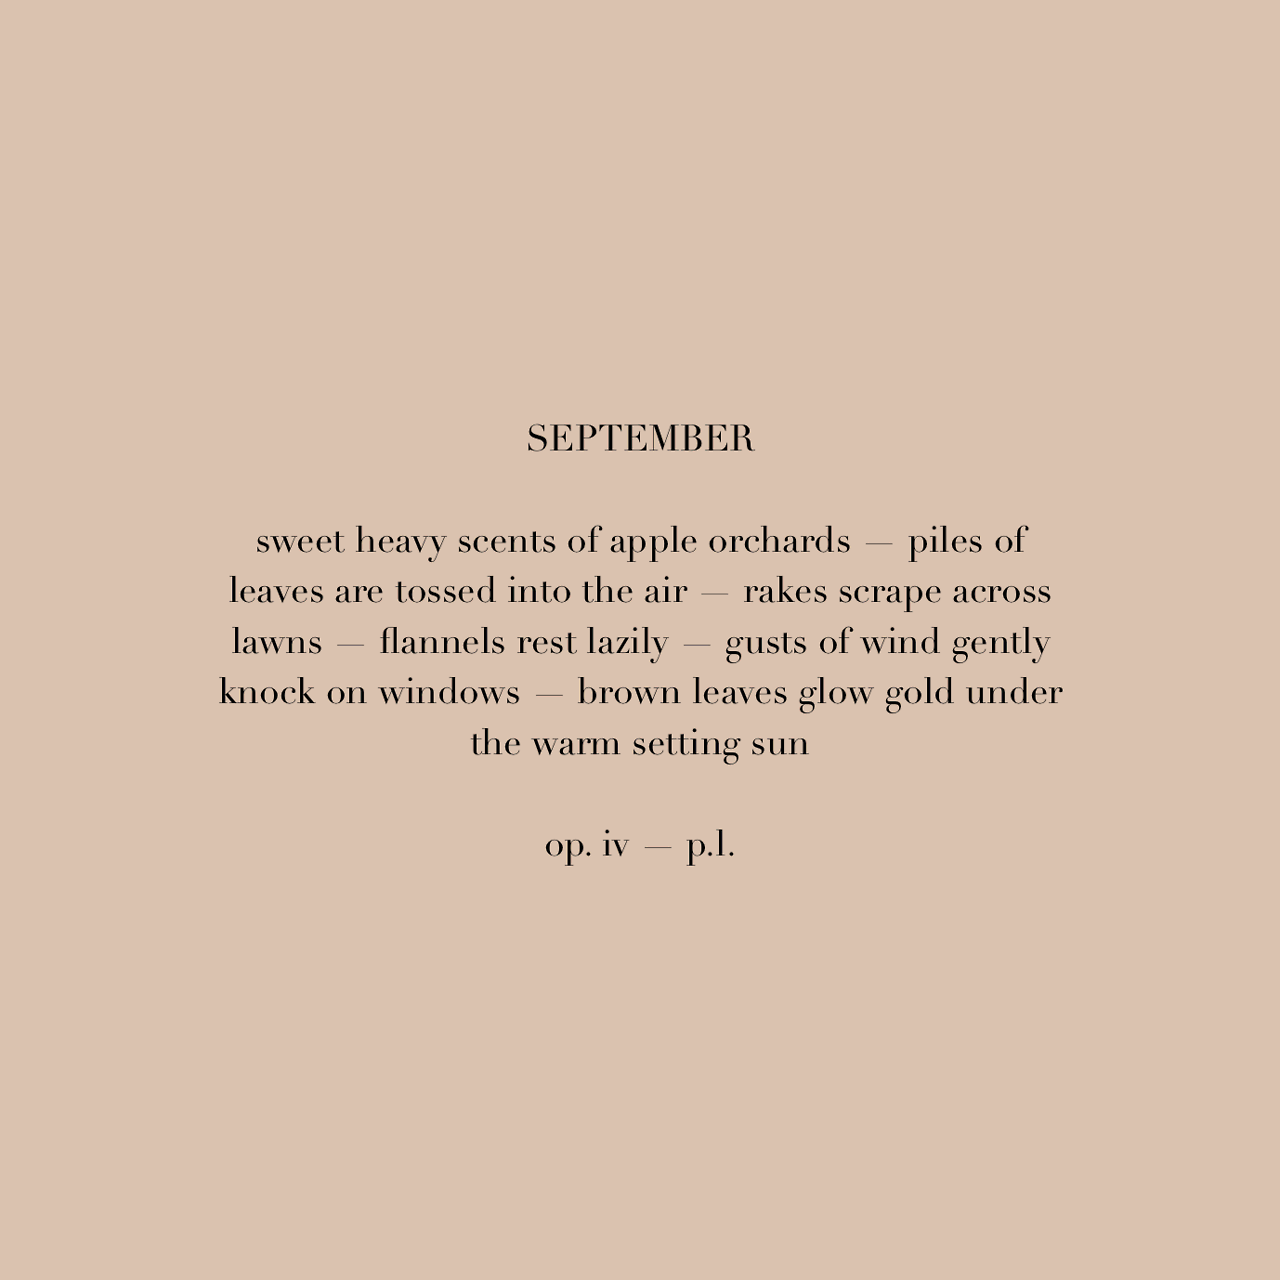 SEPTEMBER
sweet heavy scents of apple orchards — piles of
leaves are tossed into the air — rakes scrape across
lawns — flannels rest lazily — gusts of wind gently
knock on windows — brown leaves glow gold under
the warm setting sun
op. iv — p.l.